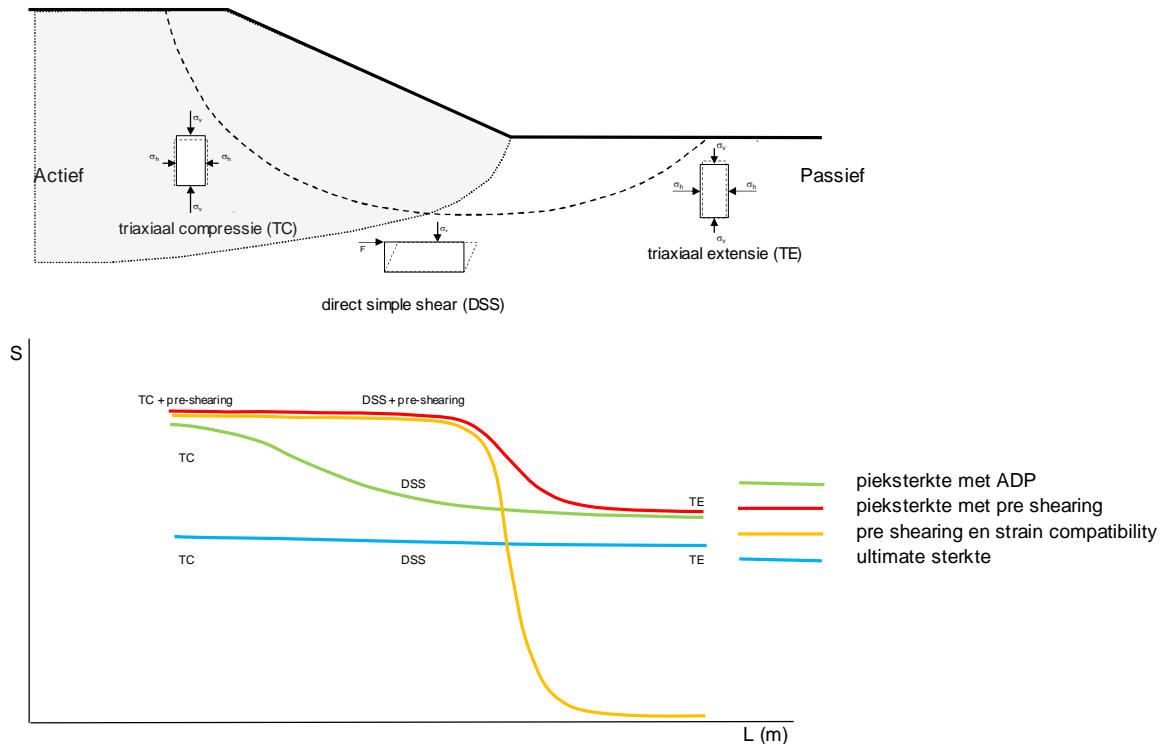 σv
σh
σh
σv
Actief
triaxiaal compressie (TC)
σv
F
direct simple shear (DSS)
σv
σh
σh
σv
Passief
triaxiaal extensie (TE)
S
TC + pre-shearing
DSS + pre-shearing
TC
DSS
TE
TC
DSS
TE
L (m)
pieksterkte met ADP
pieksterkte met pre shearing
pre shearing en strain compatibility
ultimate sterkte